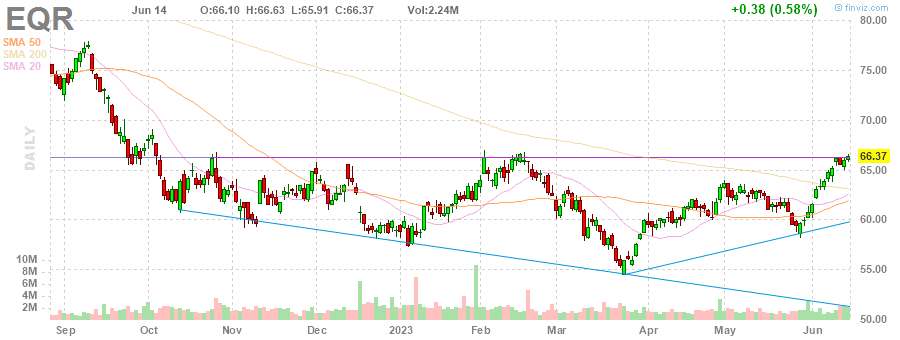 EQR
Jun 14 O:66.10 H:66.63 L:65.91 C:66.37 Vol:2.24M +0.38 (0.58%) finviz.com
SMA 50
SMA 200
SMA 20
DAILY
80.00
75.00
70.00
66.37
65.00
60.00
55.00
50.00
10M
8M
6M
4M
2M
Sep Oct Nov Dec 2023 Feb Mar Apr May Jun